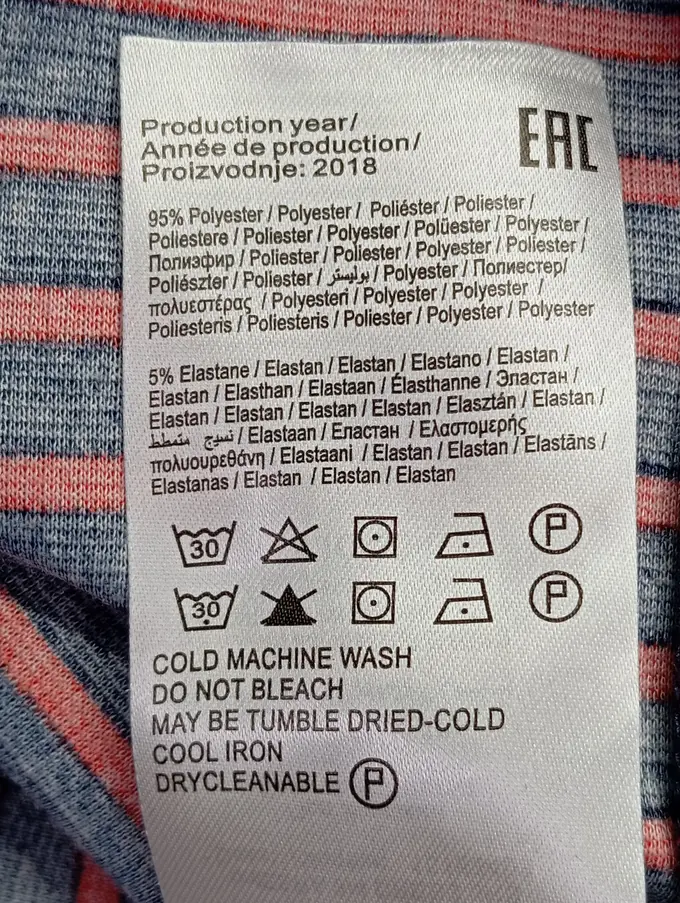 Production year/
Année de production/
Proizvodnje: 2018
EAC
95% Polyester / Polyester / Poliéster / Poliester /
Poliestere / Poliester / Polyester / Polüester / Polyester /
Полиэфир / Poliester / Poliester / Polyester / Poliester /
Poliészter / Poliester / بوليستر / Polyester / Полиестер/
πολυεστέρας / Polyesteri / Polyester / Polyester /
Poliesteris / Poliesteris / Poliester / Polyester / Polyester
5% Elastane / Elastan / Elastan / Elastano / Elastan /
Elastan / Elasthan / Elastaan / Élasthanne / Эластан /
Elastan / Elastan / Elastan / Elastan / Elasztán / Elastan /
نسيج متمطط / Elastaan / Еластан / Ελαστομερής
πολυουρεθάνη / Elastaani / Elastan / Elastan / Elastāns /
Elastanas / Elastan / Elastan / Elastan
30 P
30 P
COLD MACHINE WASH
DO NOT BLEACH
MAY BE TUMBLE DRIED-COLD
COOL IRON
DRYCLEANABLE P